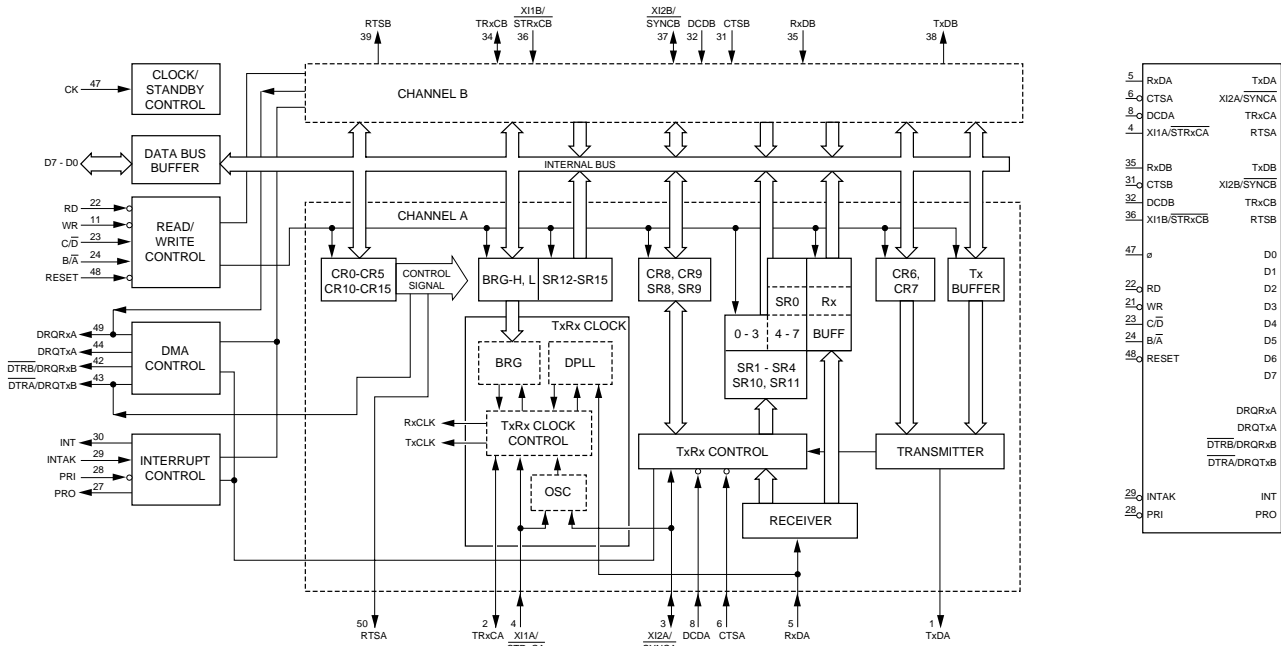 RTSB
39
TRxCB
34
XI1B/
STRxCB
36
XI2B/
SYNCB
37
DCDB
32
CTSB
31
RxDB
35
TxDB
38
CK
47
CLOCK/
STANDBY
CONTROL
CHANNEL B
D7 - D0
DATA BUS
BUFFER
INTERNAL BUS
RD
22
WR
11
C/D
23
B/A
24
RESET
48
READ/
WRITE
CONTROL
CHANNEL A
CR0-CR5
CR10-CR15
CONTROL
SIGNAL
BRG-H, L
SR12-SR15
CR8, CR9
SR8, SR9
SR0
Rx
0 - 3
4 - 7
BUFF
SR1 - SR4
SR10, SR11
CR6,
CR7
Tx
BUFFER
DRQRxA
49
DRQTxA
44
DTRB/DRQRxB
42
DTRA/DRQTxB
43
DMA
CONTROL
TxRx CLOCK
BRG
DPLL
RxCLK
TxCLK
TxRx CLOCK
CONTROL
OSC
TxRx CONTROL
TRANSMITTER
RECEIVER
INT
30
INTAK
29
PRI
28
PRO
27
INTERRUPT
CONTROL
50
RTSA
2
TRxCA
4
XI1A/
STRxCA
3
XI2A/
SYNCA
8
DCDA
6
CTSA
5
RxDA
1
TxDA
5 RxDA TxDA
6 CTSA XI2A/SYNCA
8 DCDA TRxCA
4 XI1A/STRxCA RTSA
35 RxDB TxDB
31 CTSB XI2B/SYNCB
32 DCDB TRxCB
36 XI1B/STRxCB RTSB
47 ø D0
D1
22 RD D2
21 WR D3
23 C/D D4
24 B/A D5
48 RESET D6
D7
DRQRxA
DRQTxA
DTRB/DRQRxB
DTRA/DRQTxB
29 INTAK INT
28 PRI PRO